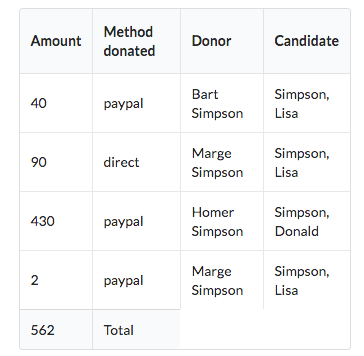 Amount Method donated Donor Candidate
40 paypal Bart Simpson Simpson, Lisa
90 direct Marge Simpson Simpson, Lisa
430 paypal Homer Simpson Simpson, Donald
2 paypal Marge Simpson Simpson, Lisa
562 Total